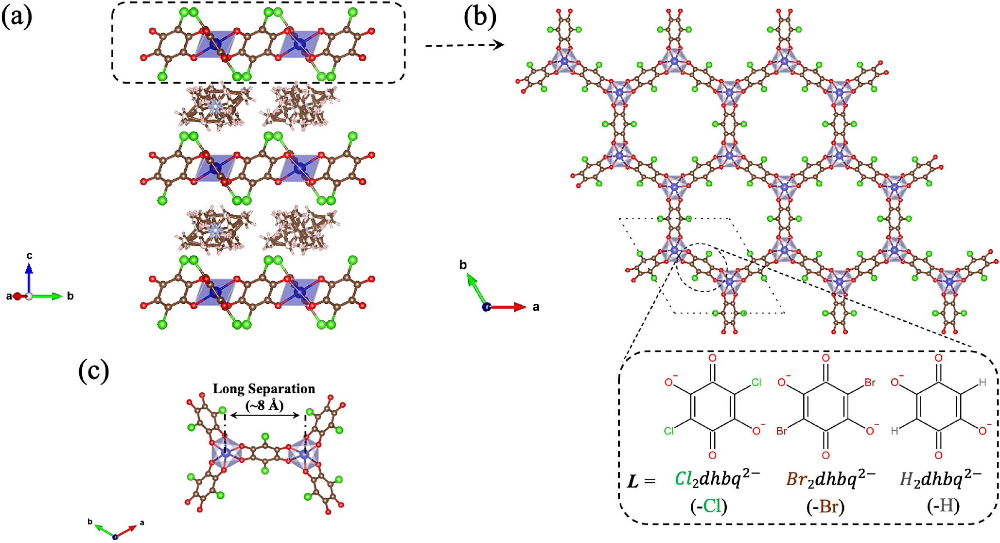 (a)
(b)
c
a
b
b
a
(c)
Long Separation
(~8 Å)
b
a
O
O⁻
Cl
Cl
O⁻
O
O
O⁻
Br
Br
O⁻
O
O
O⁻
H
H
O⁻
O
L = Cl₂dhbq²⁻ Br₂dhbq²⁻ H₂dhbq²⁻
(-Cl) (-Br) (-H)